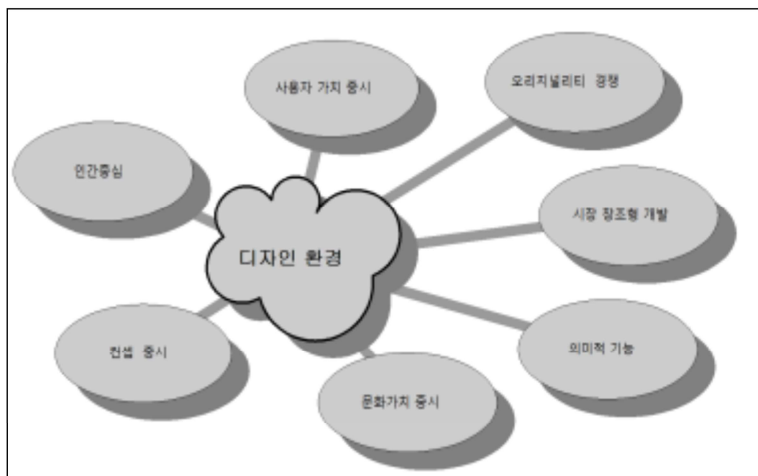 사용자 가치 중시
오리지널리티 경쟁
인간중심
시장 창조형 개발
디자인 환경
의미적 기능
컨셉 중시
문화가치 중시